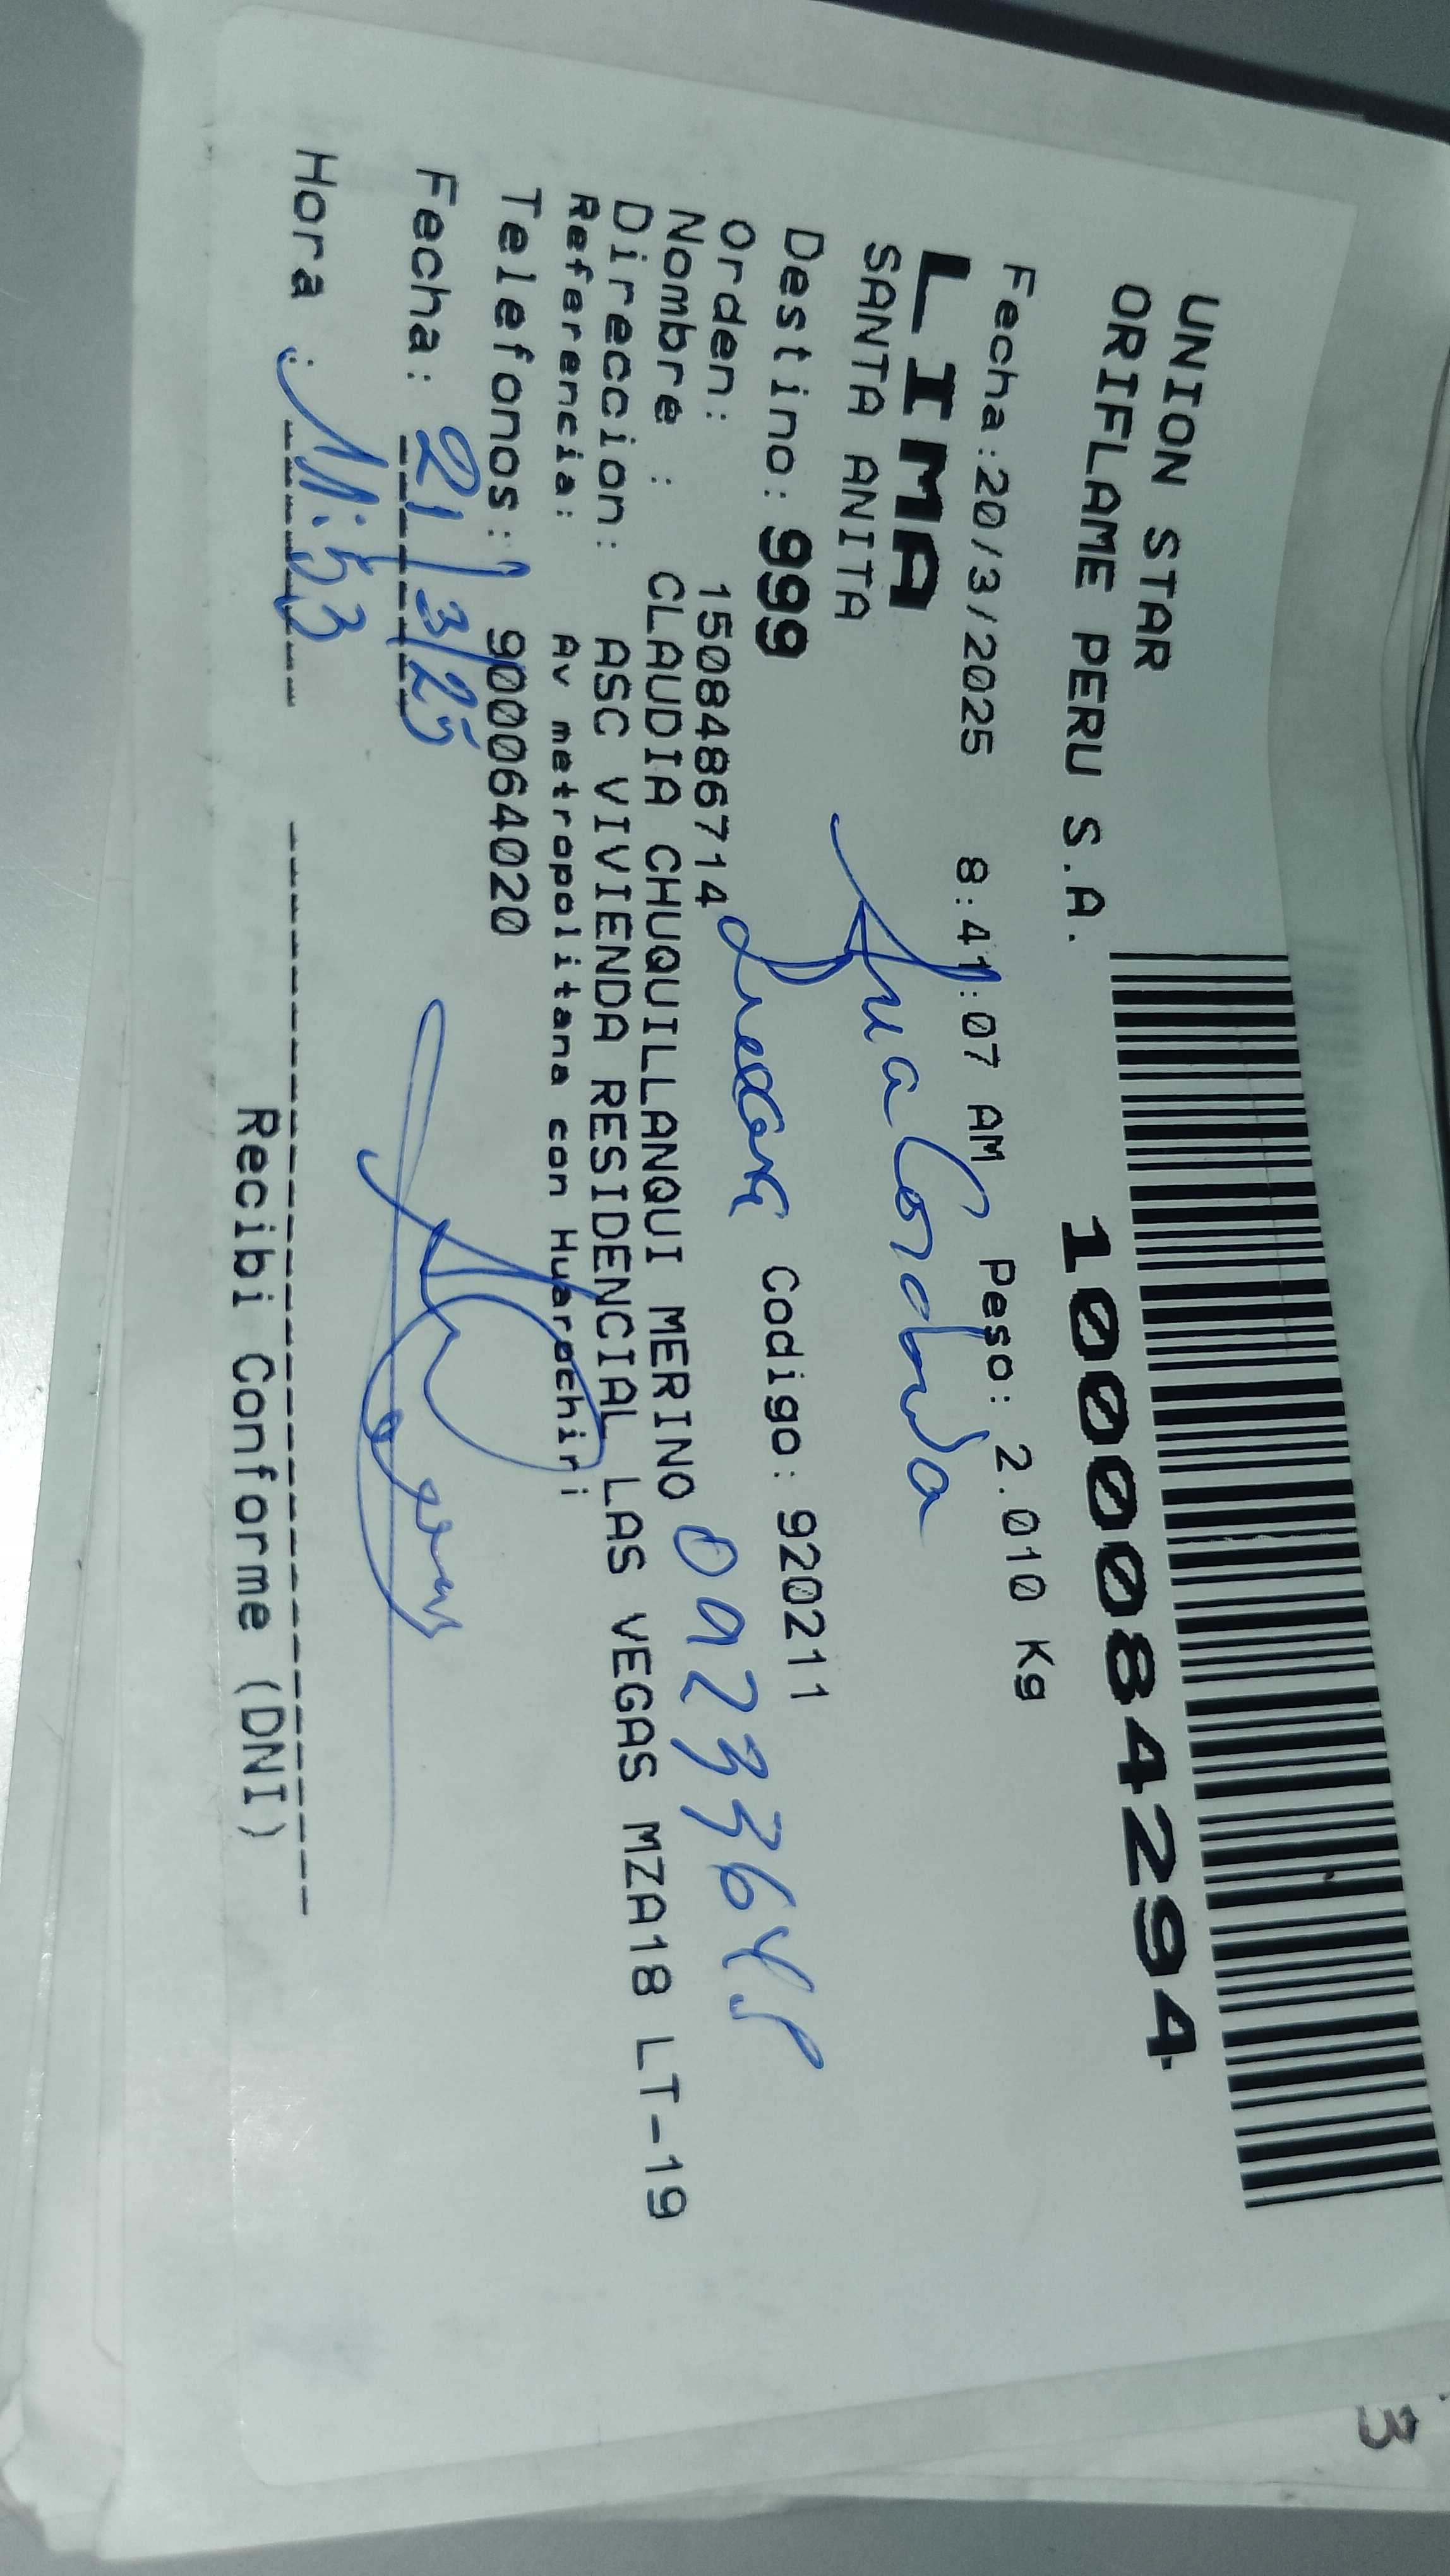 UNION STAR
ORIFLAME PERU S.A.
1000084294
Fecha:20/3/2025 8:41:07 AM Peso: 2.010 Kg
LIMA
SANTA ANITA
Destino: 999 Codigo: 920211
Orden: 1508486714
Nombre : CLAUDIA CHUQUILLANQUI MERINO
Direccion: ASC VIVIENDA RESIDENCIAL LAS VEGAS MZA18 LT-19
Referencia: Av metropolitana con Huarochiri
Telefonos: 900064020
Fecha: 21/3/25
Hora : 11:53
Recibi Conforme (DNI)
3